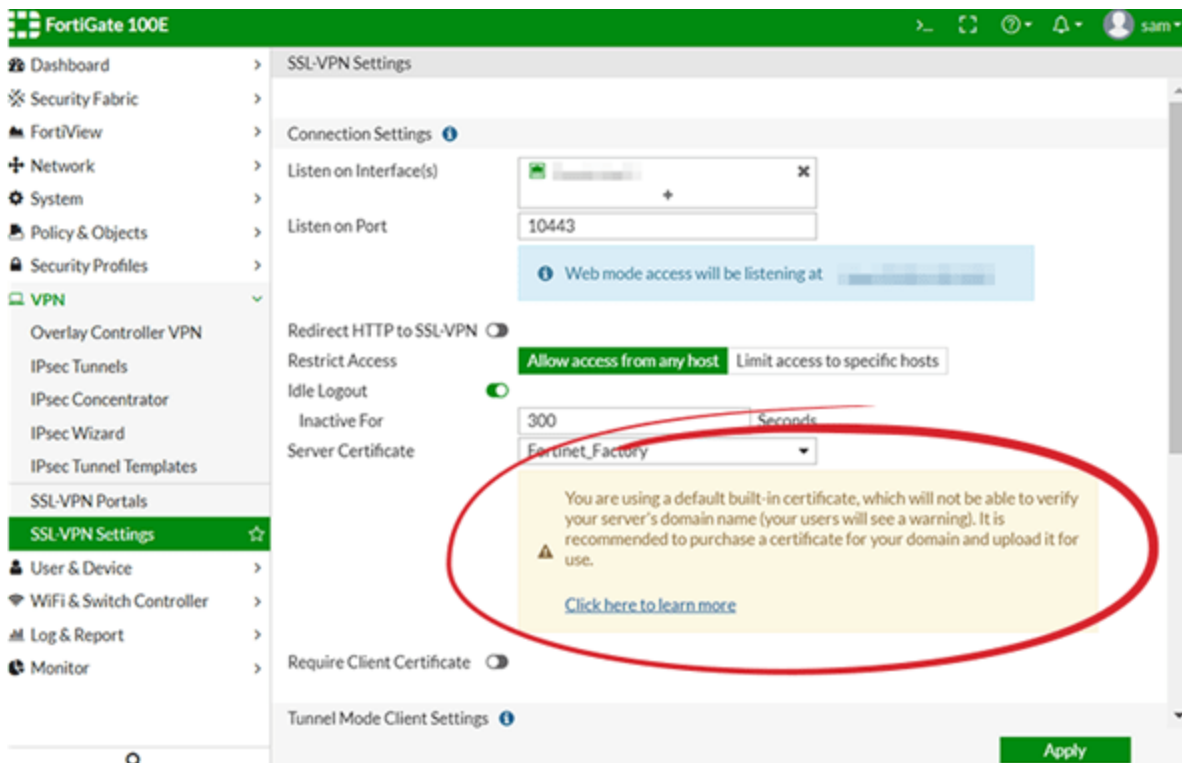 FortiGate 100E
>_
sam
Dashboard
Security Fabric
FortiView
Network
System
Policy & Objects
Security Profiles
VPN
Overlay Controller VPN
IPsec Tunnels
IPsec Concentrator
IPsec Wizard
IPsec Tunnel Templates
SSL-VPN Portals
SSL-VPN Settings
User & Device
WiFi & Switch Controller
Log & Report
Monitor
SSL-VPN Settings
Connection Settings
Listen on Interface(s)
Listen on Port 10443
Web mode access will be listening at
Redirect HTTP to SSL-VPN
Restrict Access Allow access from any host Limit access to specific hosts
Idle Logout
Inactive For 300 Seconds
Server Certificate Fortinet_Factory
You are using a default built-in certificate, which will not be able to verify
your server's domain name (your users will see a warning). It is
recommended to purchase a certificate for your domain and upload it for
use.
Click here to learn more
Require Client Certificate
Tunnel Mode Client Settings
Apply